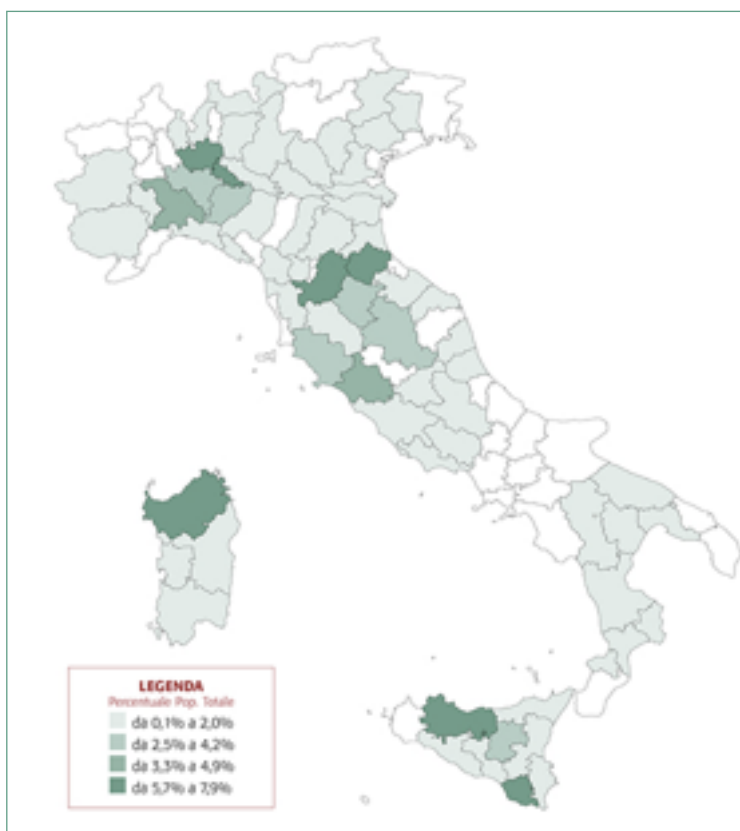 LEGENDA
Percentuale Pop. Totale
da 0,1% a 2,0%
da 2,5% a 4,2%
da 3,3% a 4,9%
da 5,7% a 7,9%